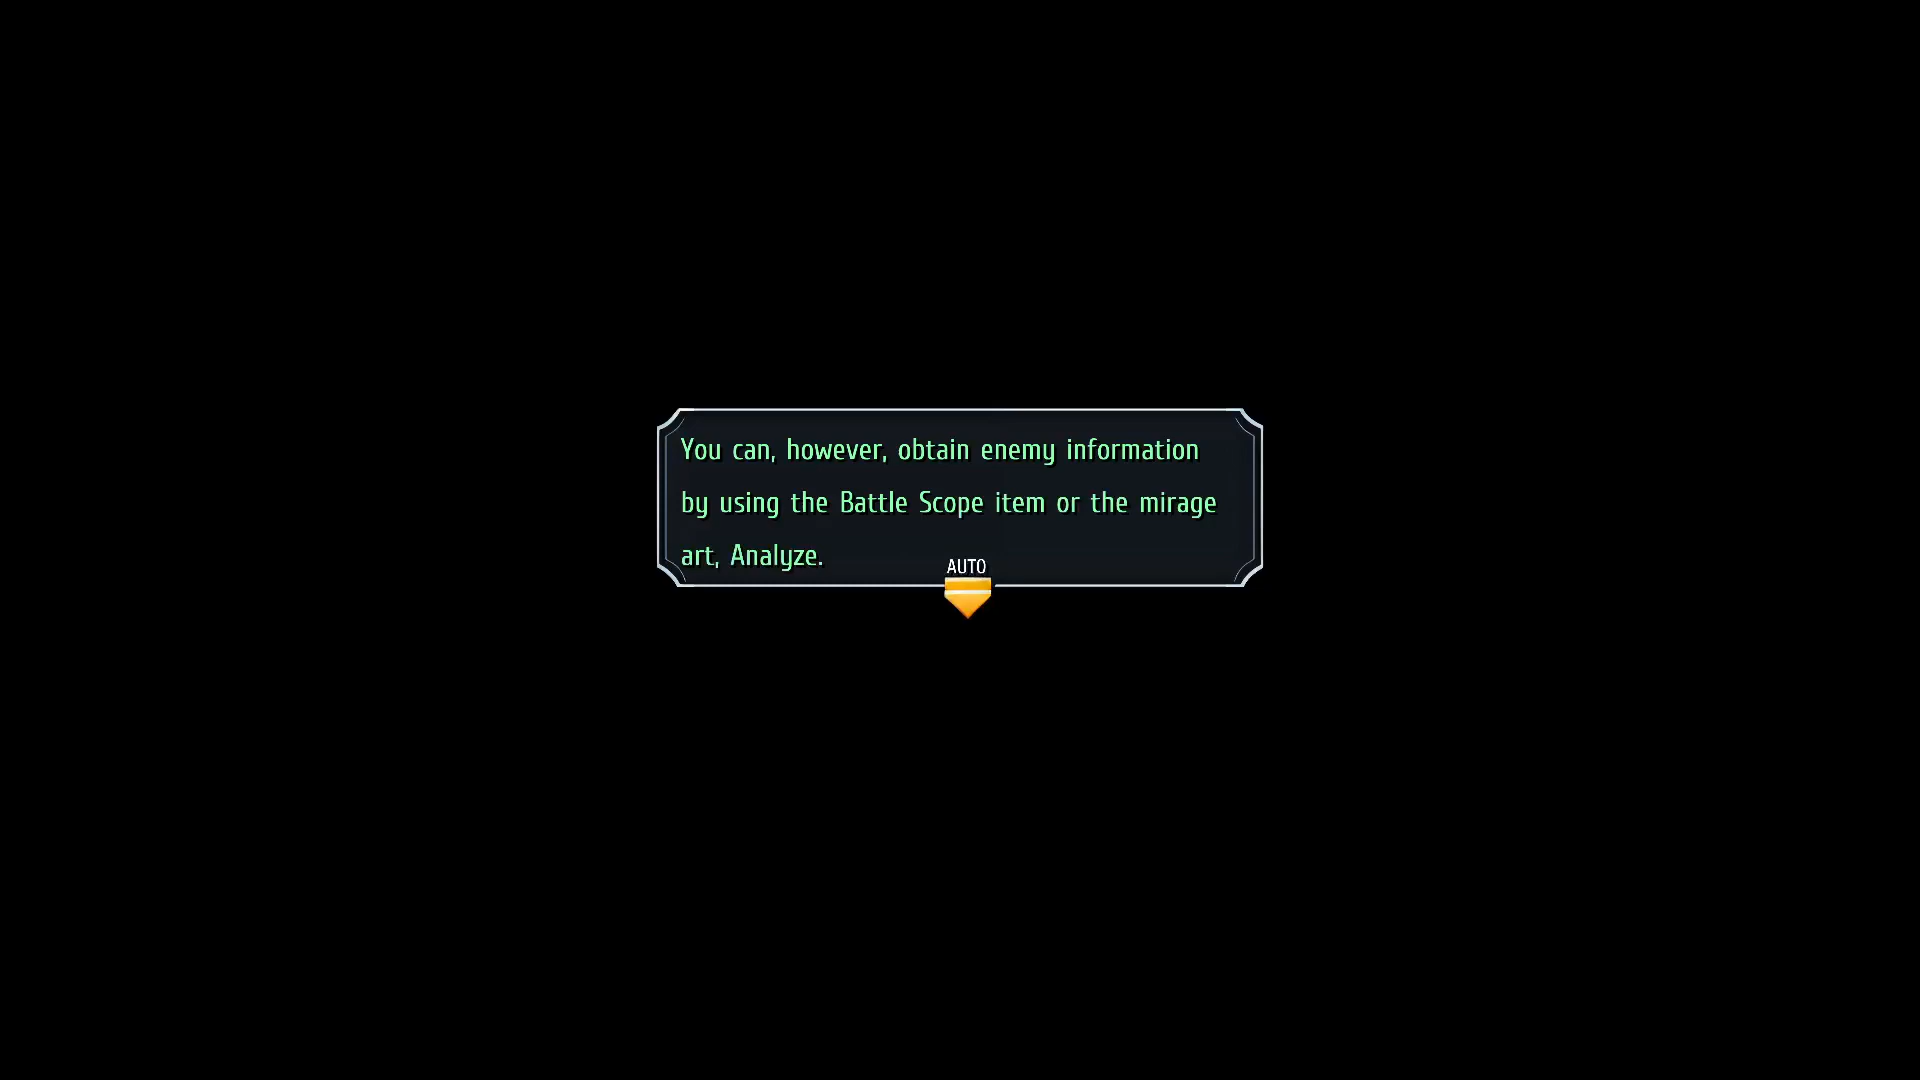 You can, however, obtain enemy information
by using the Battle Scope item or the mirage
art, Analyze.
AUTO